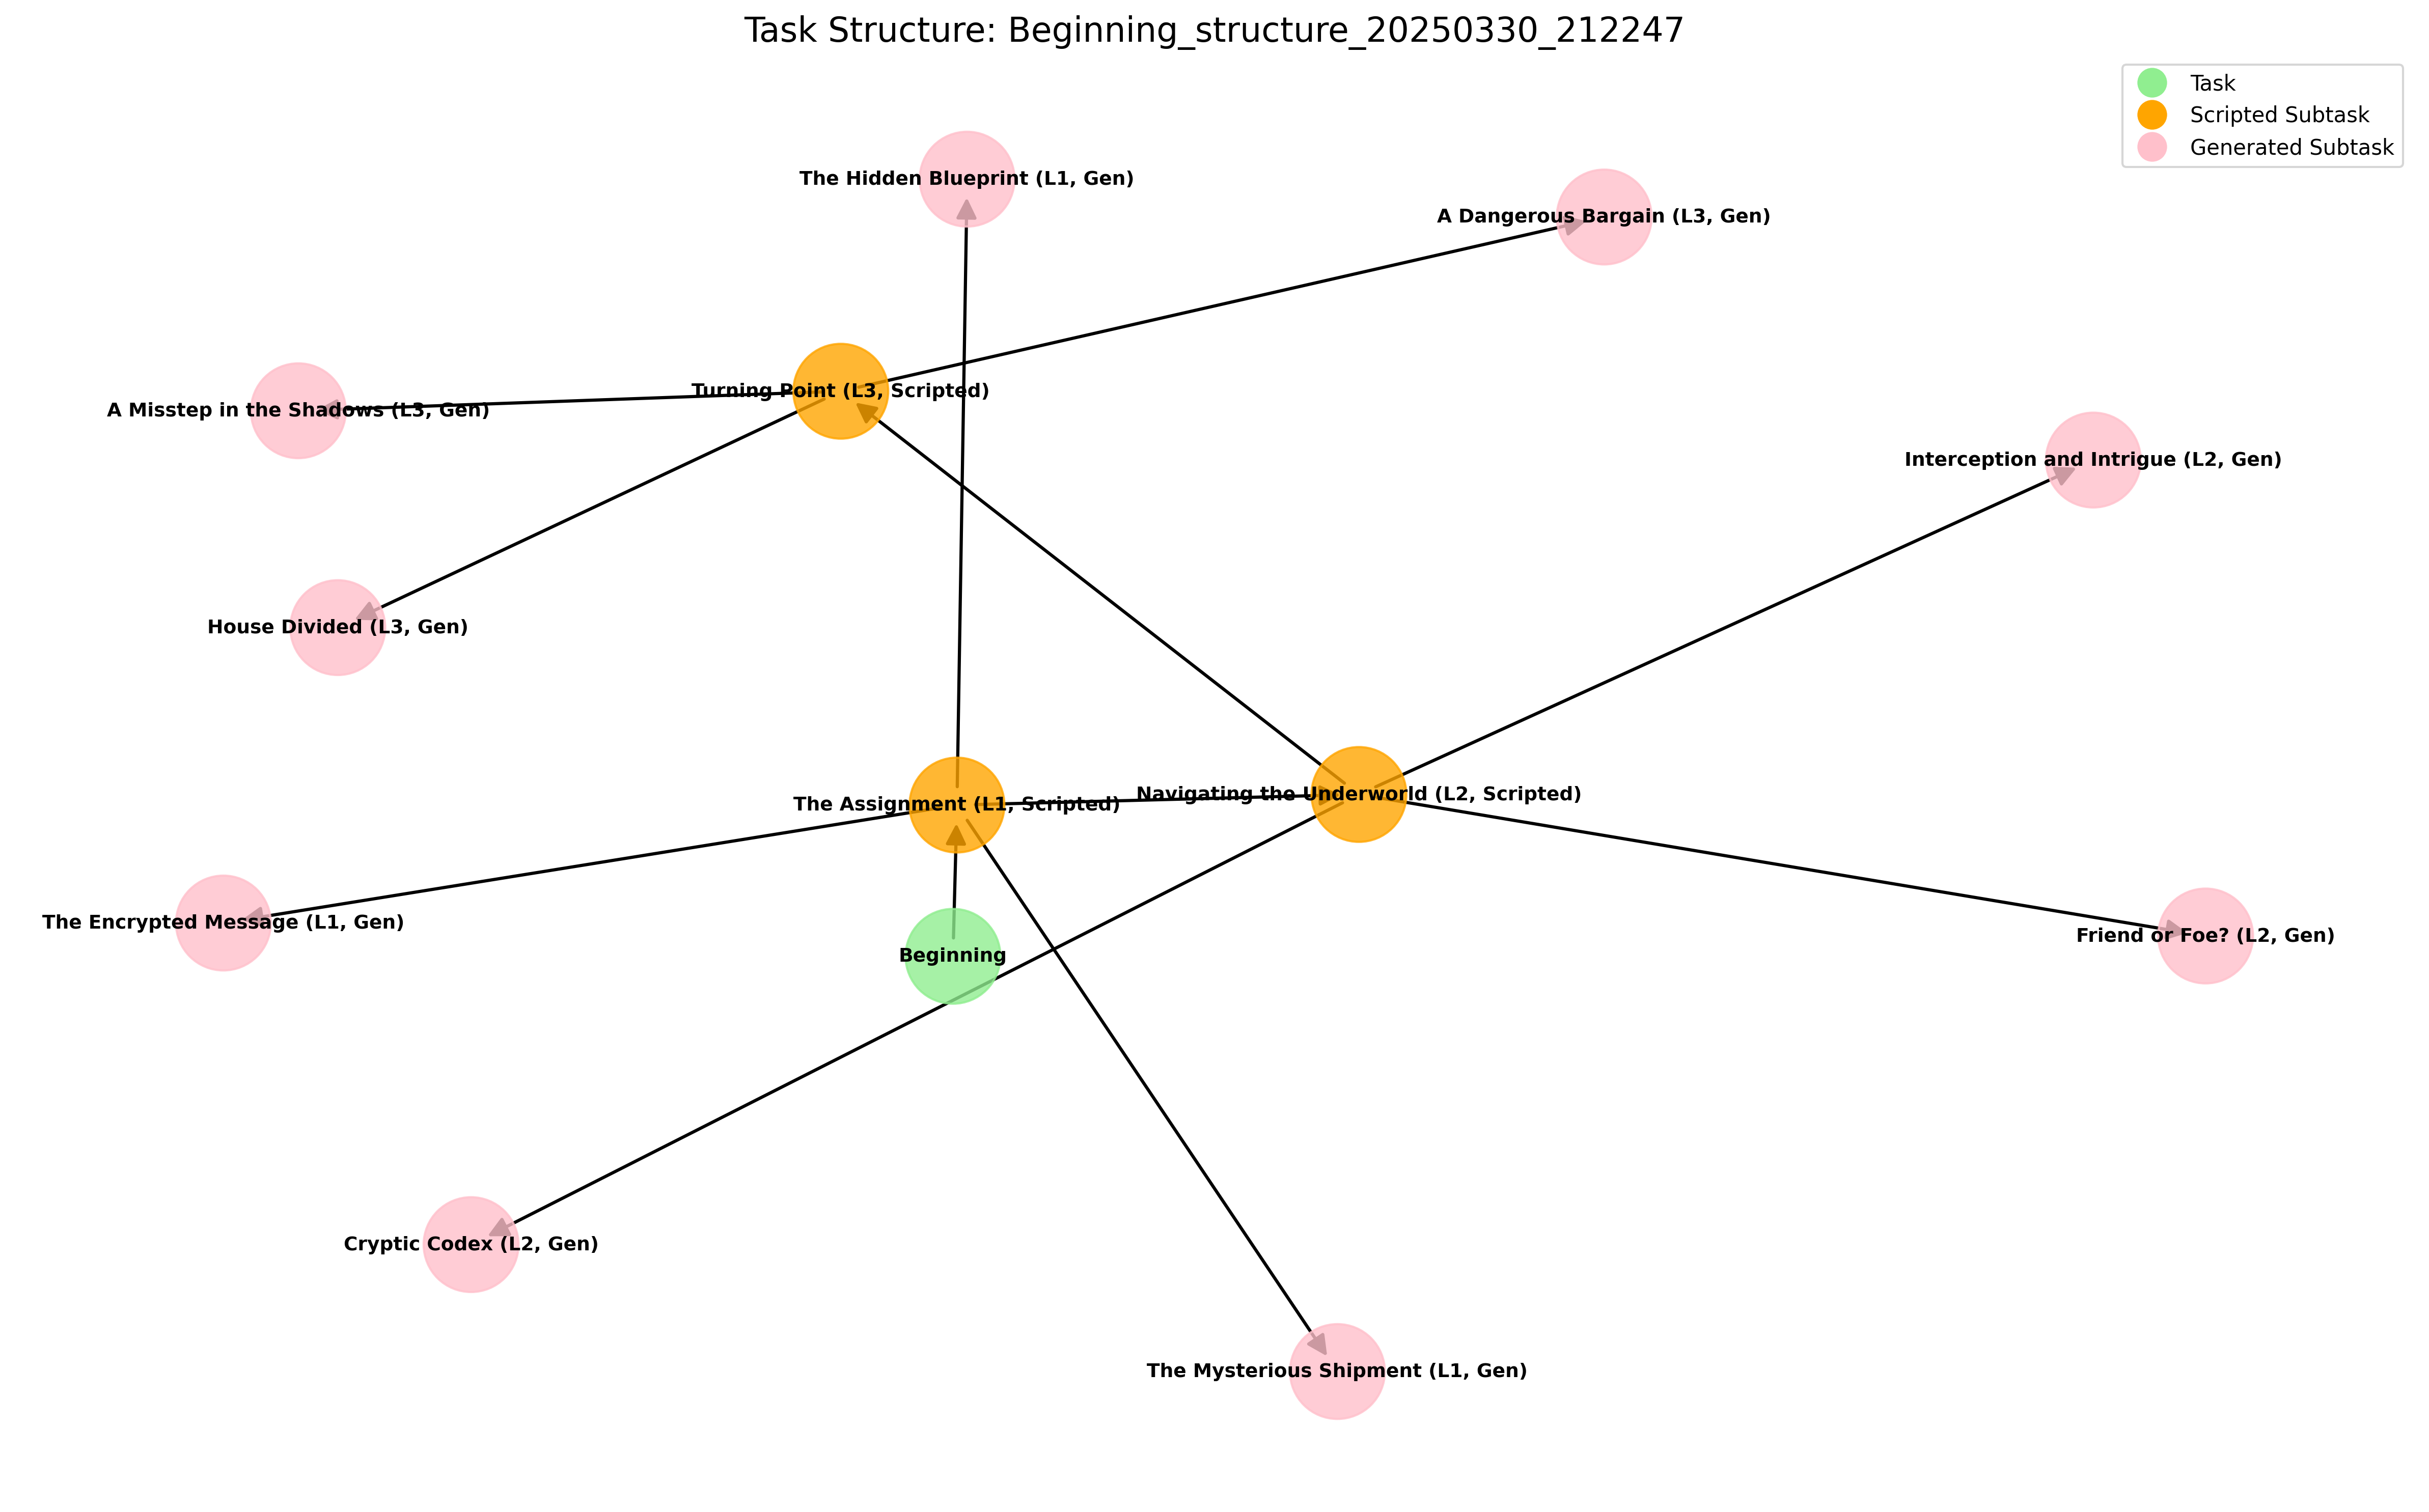 Task Structure: Beginning_structure_20250330_212247
Task
Scripted Subtask
Generated Subtask
The Hidden Blueprint (L1, Gen)
A Dangerous Bargain (L3, Gen)
Turning Point (L3, Scripted)
A Misstep in the Shadows (L3, Gen)
Interception and Intrigue (L2, Gen)
House Divided (L3, Gen)
Navigating the Underworld (L2, Scripted)
The Assignment (L1, Scripted)
The Encrypted Message (L1, Gen)
Friend or Foe? (L2, Gen)
Beginning
Cryptic Codex (L2, Gen)
The Mysterious Shipment (L1, Gen)